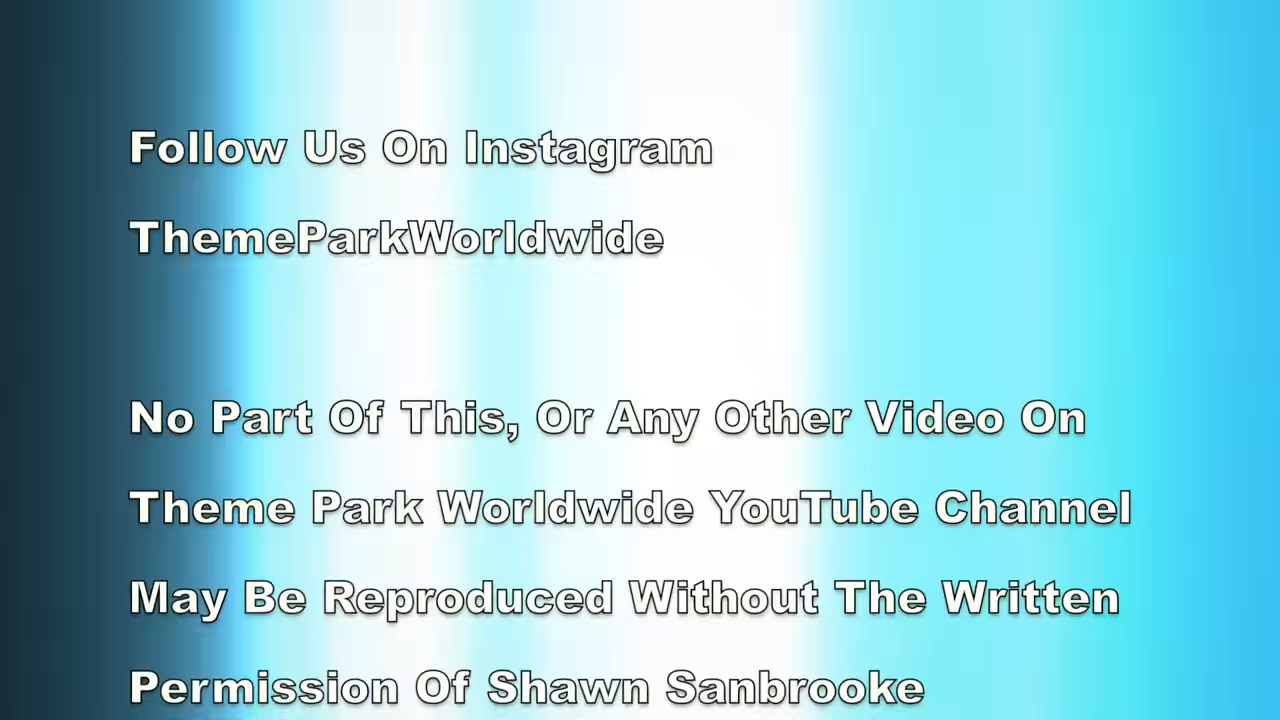 Follow Us On Instagram
ThemeParkWorldwide
No Part Of This, Or Any Other Video On
Theme Park Worldwide YouTube Channel
May Be Reproduced Without The Written
Permission Of Shawn Sanbrooke